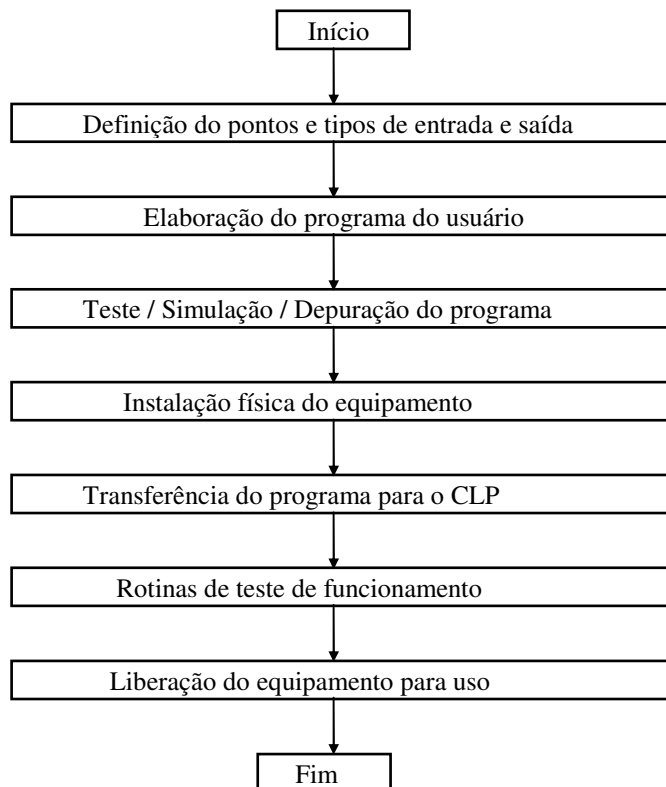 Início
Definição do pontos e tipos de entrada e saída
Elaboração do programa do usuário
Teste / Simulação / Depuração do programa
Instalação física do equipamento
Transferência do programa para o CLP
Rotinas de teste de funcionamento
Liberação do equipamento para uso
Fim